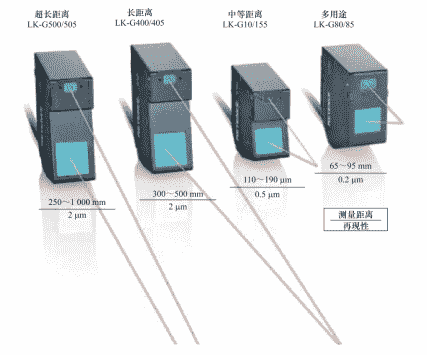 超长距离
LK-G500/505
长距离
LK-G400/405
中等距离
LK-G10/155
多用途
LK-G80/85
250～1 000 mm
2 μm
300～500 mm
2 μm
110～190 μm
0.5 μm
65～95 mm
0.2 μm
测量距离
再现性